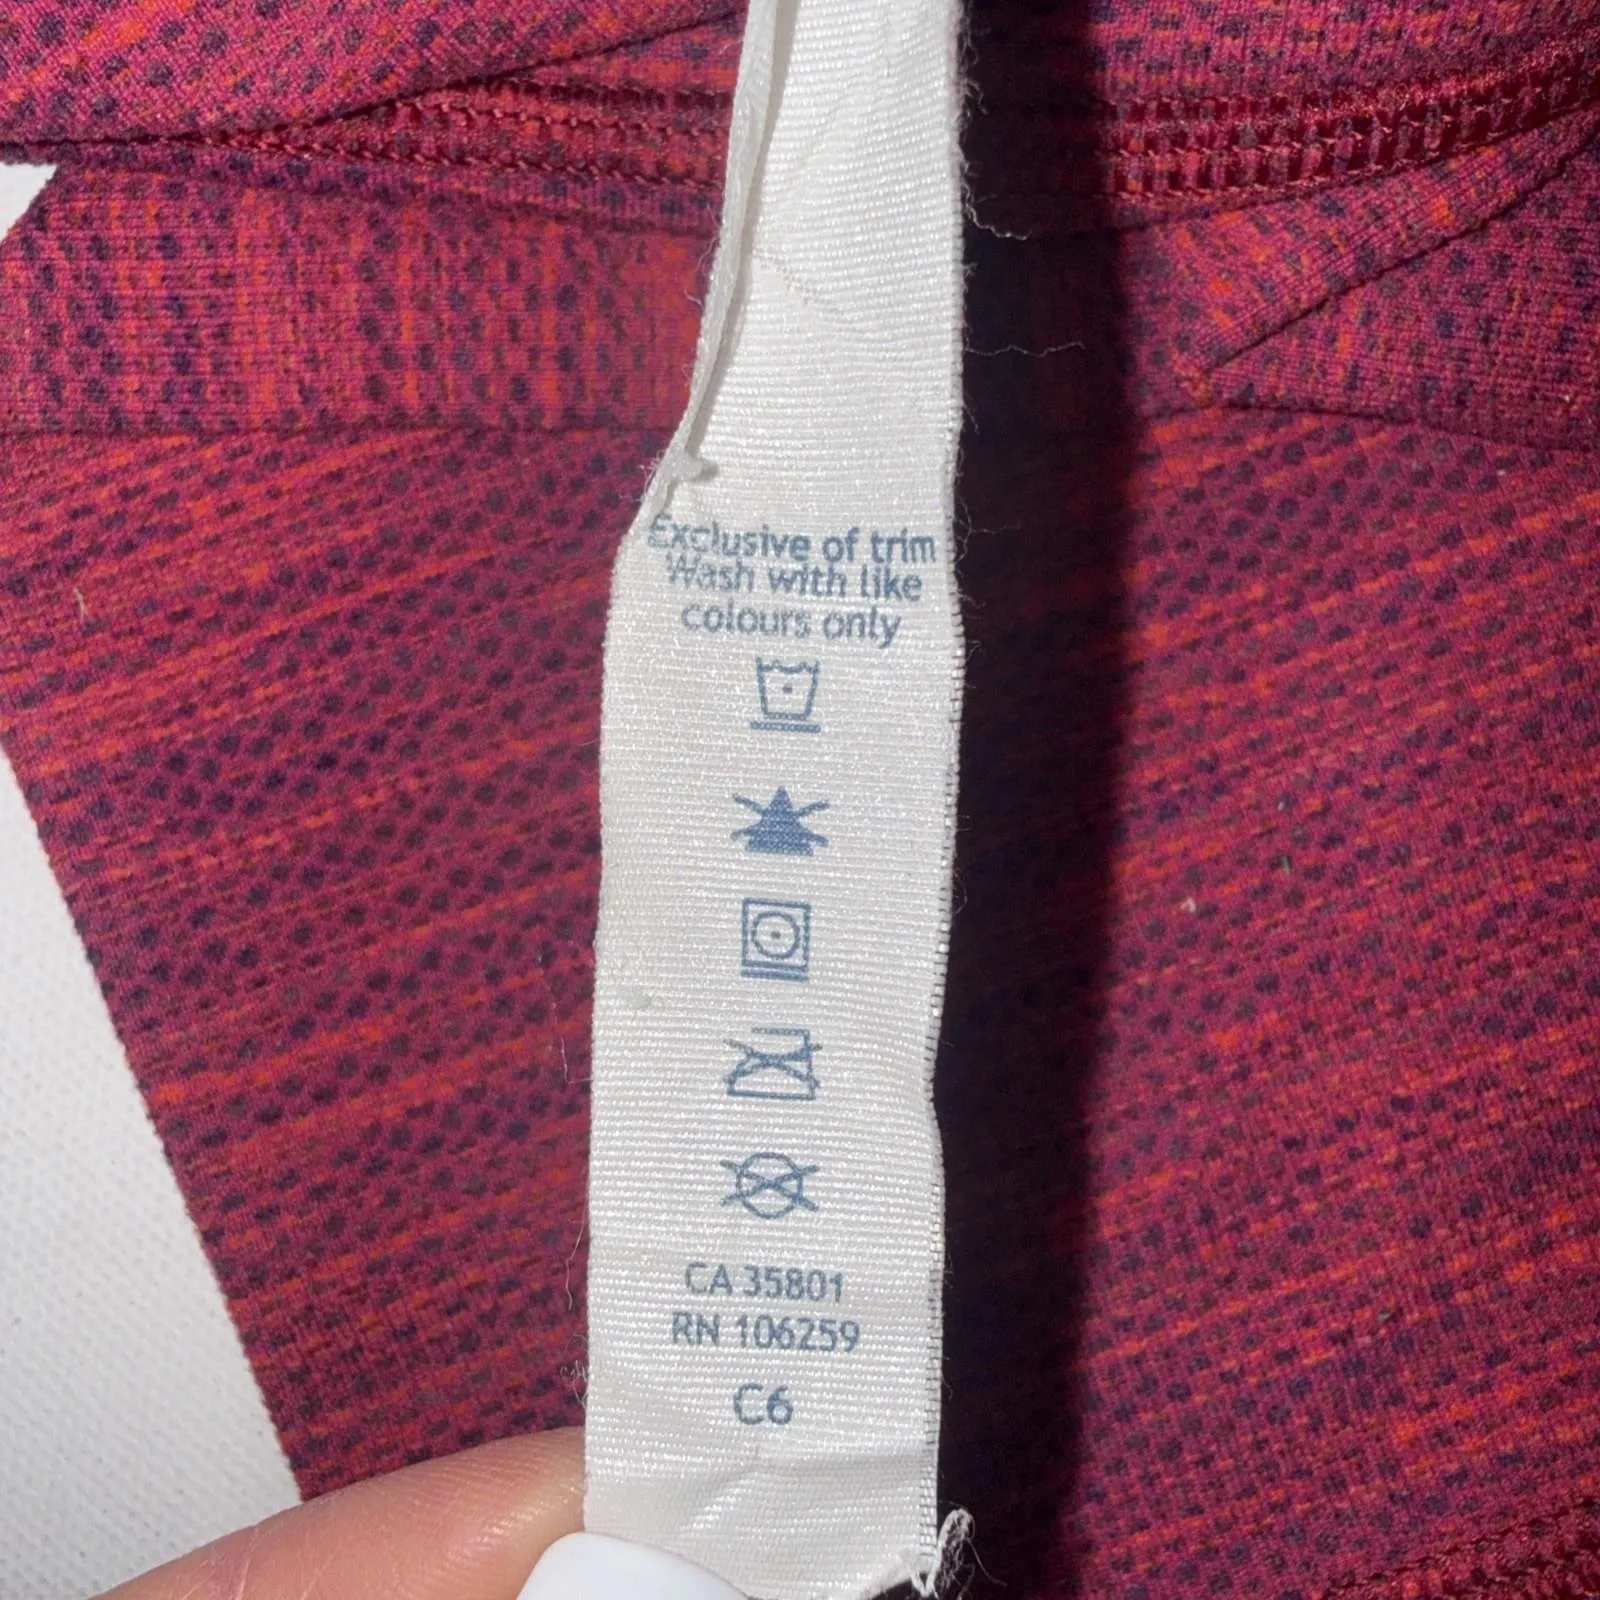 Exclusive of trim
Wash with like
colours only
CA 35801
RN 106259
C6